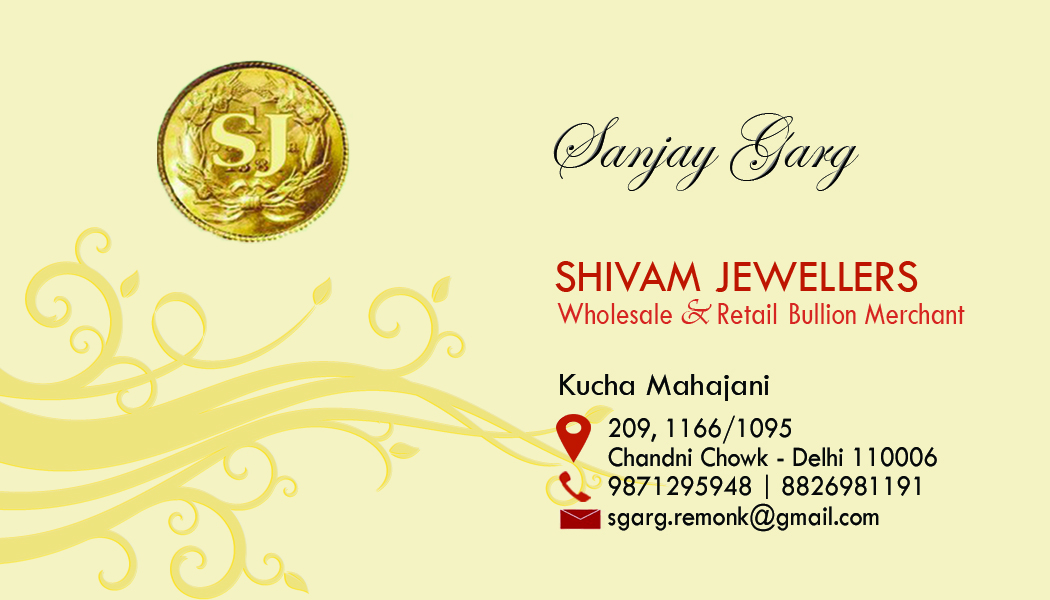 SJ
Sanjay Garg
SHIVAM JEWELLERS
Wholesale & Retail Bullion Merchant
Kucha Mahajani
209, 1166/1095
Chandni Chowk - Delhi 110006
9871295948 | 8826981191
sgarg.remonk@gmail.com